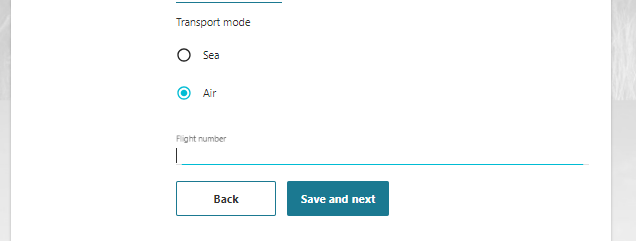 Transport mode
Sea
Air
Flight number
Back
Save and next